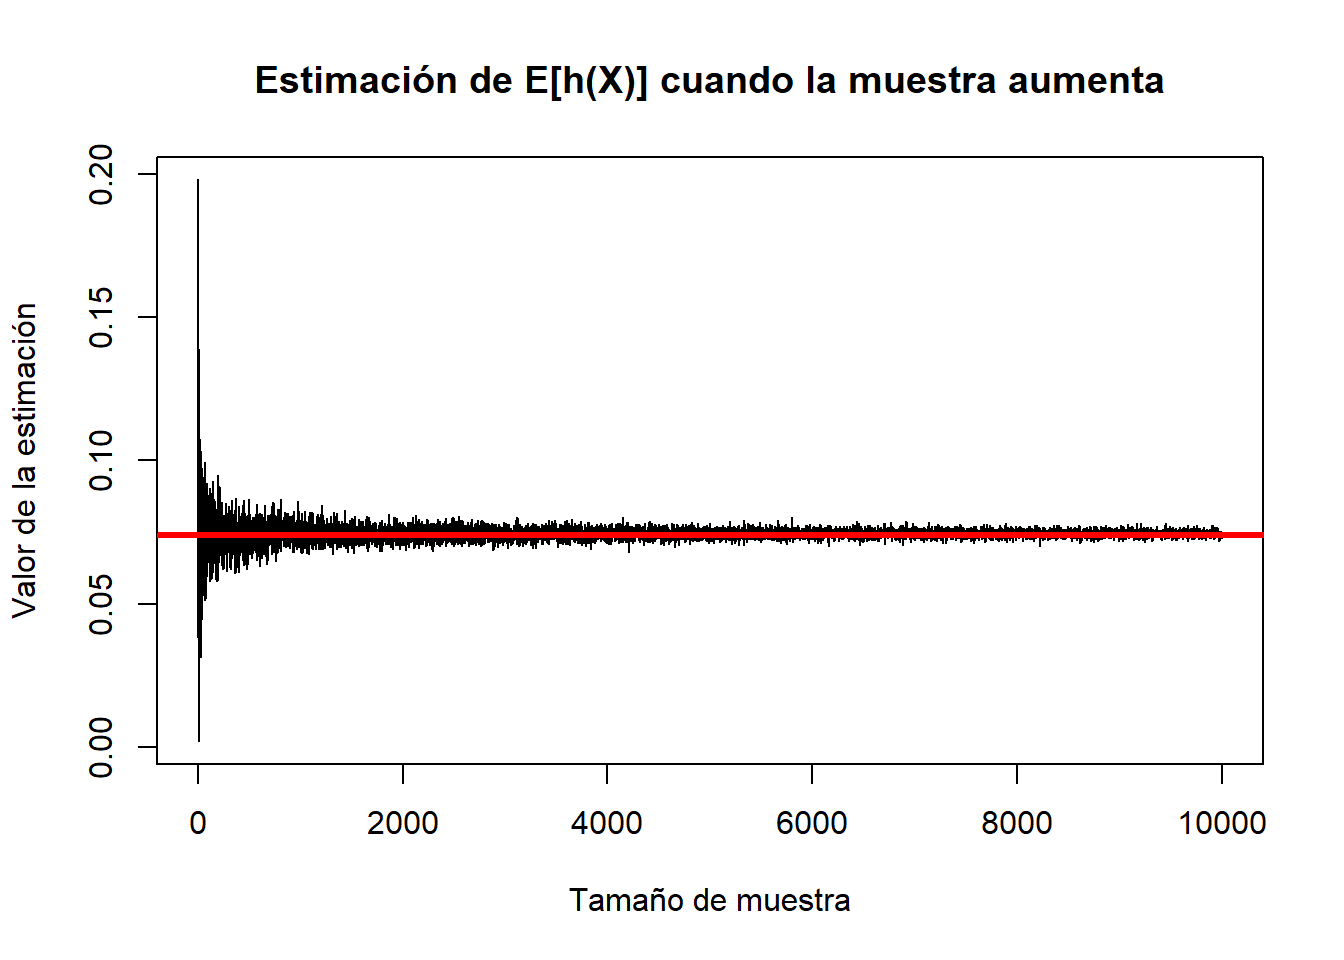 Estimación de E[h(X)] cuando la muestra aumenta
Valor de la estimación
0.20
0.15
0.10
0.05
0.00
0 2000 4000 6000 8000 10000
Tamaño de muestra